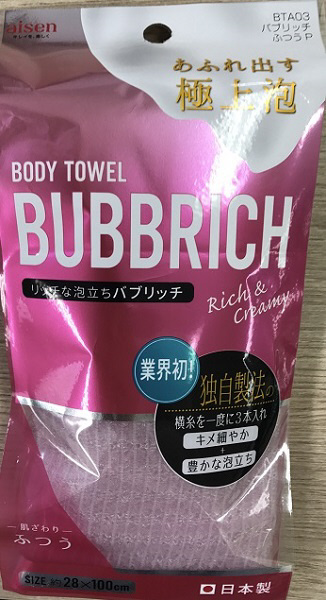 aisen
キレイを、楽しく
BTA03
バブリッチ
ふつう P
あふれ出す
極上泡
BODY TOWEL
BUBBRICH
リッチな泡立ちバブリッチ
Rich &
Creamy
業界初!
独自製法の
横糸を一度に3本入れ
キメ細やか
+
豊かな泡立ち
肌ざわり
ふつう
SIZE 約28×100cm
日本製